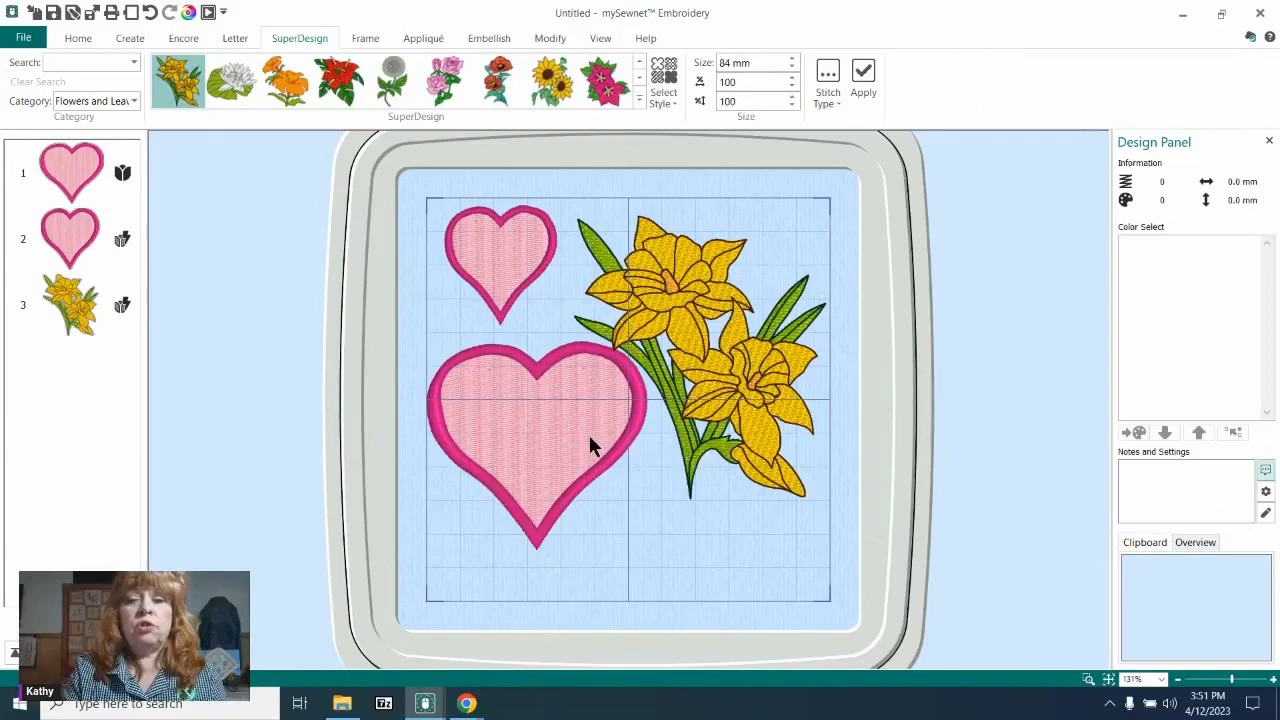 Untitled - mySewnet™ Embroidery
File Home Create Encore Letter SuperDesign Frame Appliqué Embellish Modify View Help
Search:
Clear Search
Category: Flowers and Lea
Category
SuperDesign
Select
Style
Size: 84 mm
% 100
% 100
Size
Stitch
Type
Apply
1
2
3
Design Panel
Information
0 0.0 mm
0 0.0 mm
Color Select
Notes and Settings
Clipboard Overview
Kathy
131%
Type here to search
7z
3:51 PM
4/12/2023